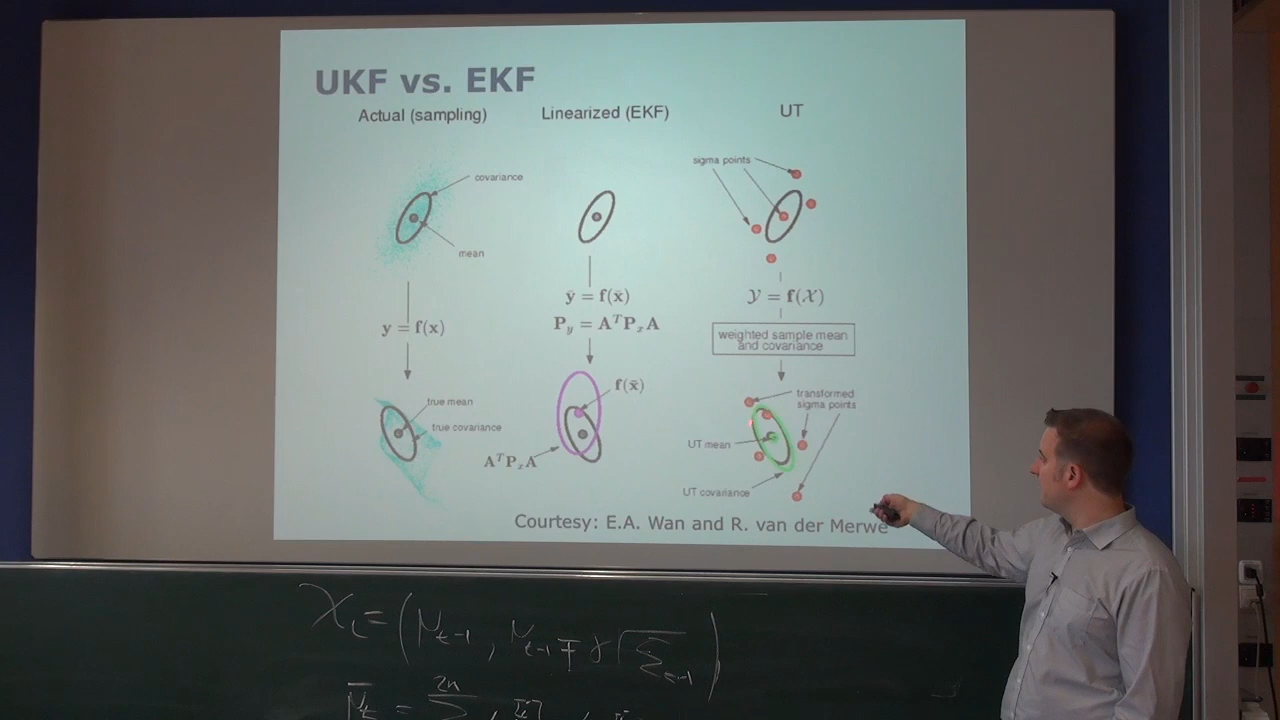 UKF vs. EKF
Actual (sampling)
covariance
mean
y = f(x)
true mean
true covariance
Linearized (EKF)
ȳ = f(x̄)
P_y = A^T P_x A
f(x̄)
A^T P_x A
UT
sigma points
𝒴 = f(𝒳)
weighted sample mean
and covariance
transformed
sigma points
UT mean
UT covariance
Courtesy: E.A. Wan and R. van der Merwe